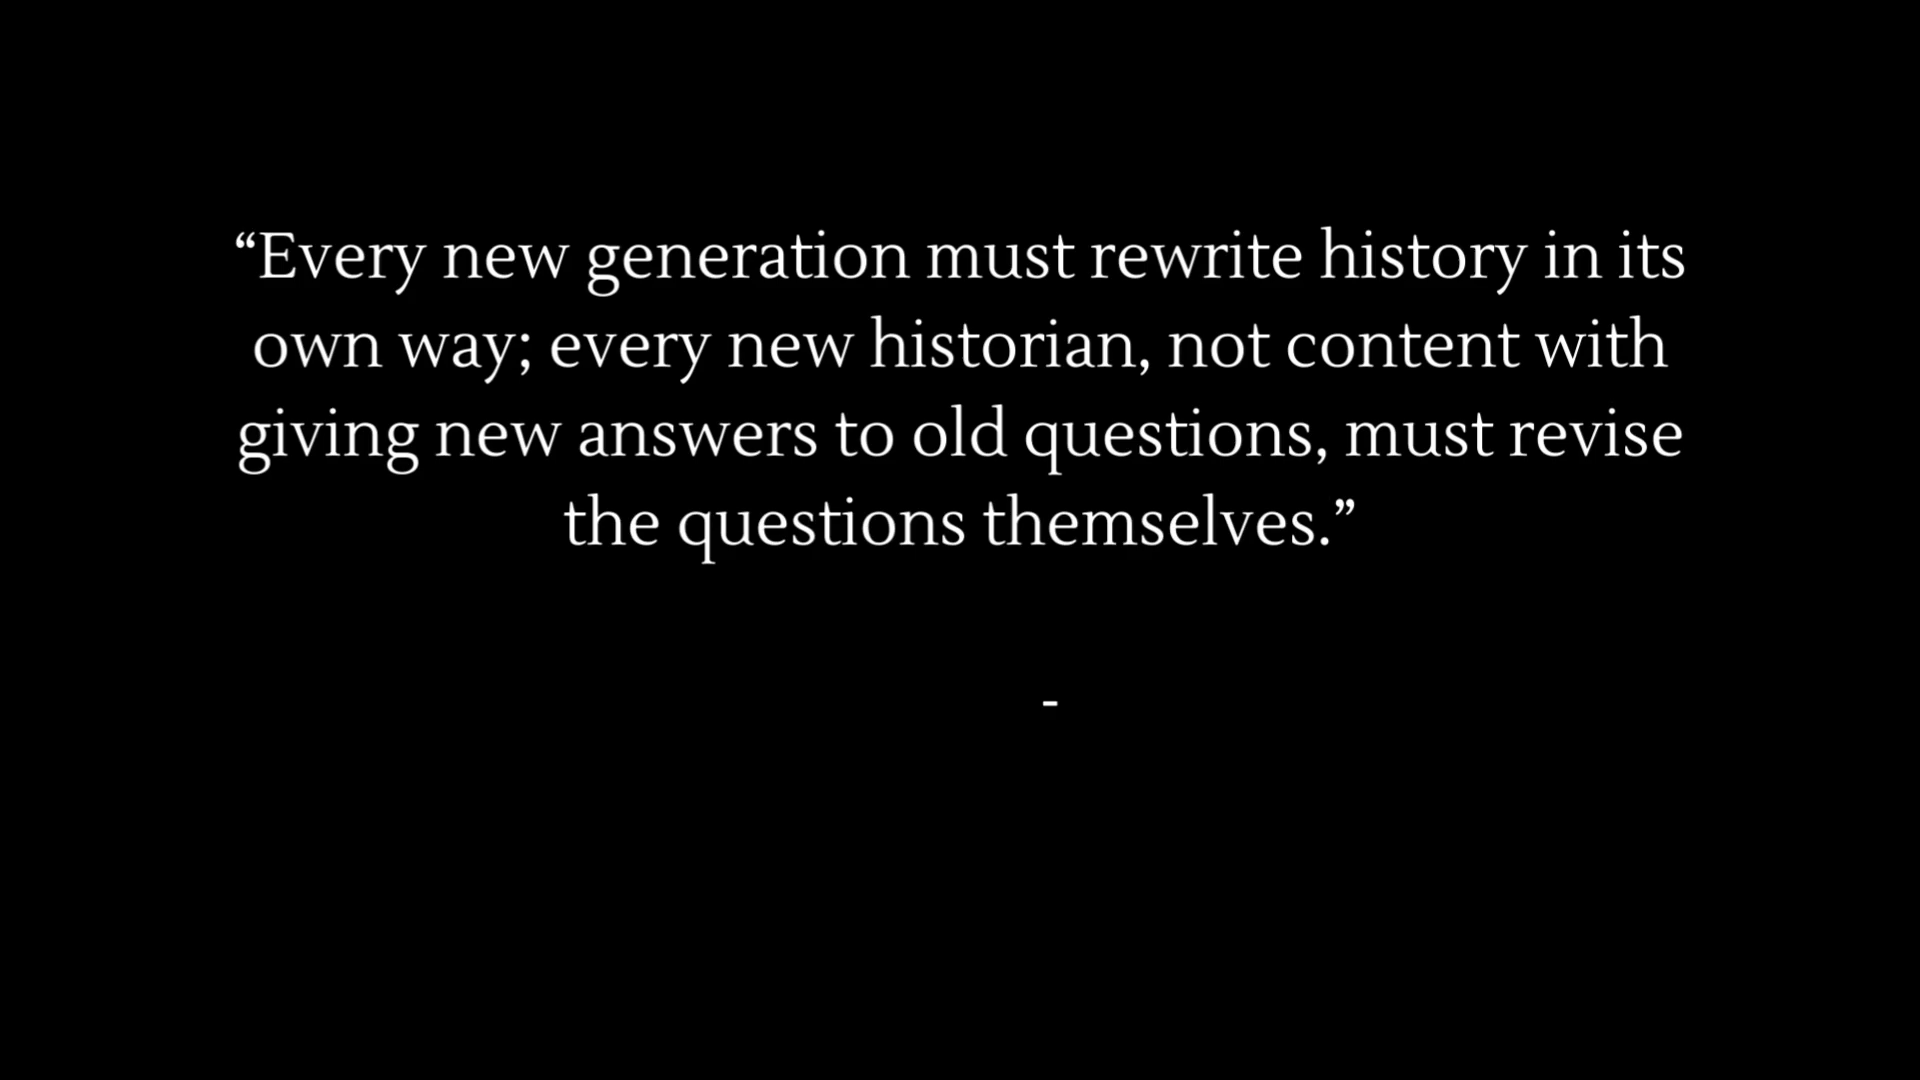 “Every new generation must rewrite history in its
own way; every new historian, not content with
giving new answers to old questions, must revise
the questions themselves.”
-